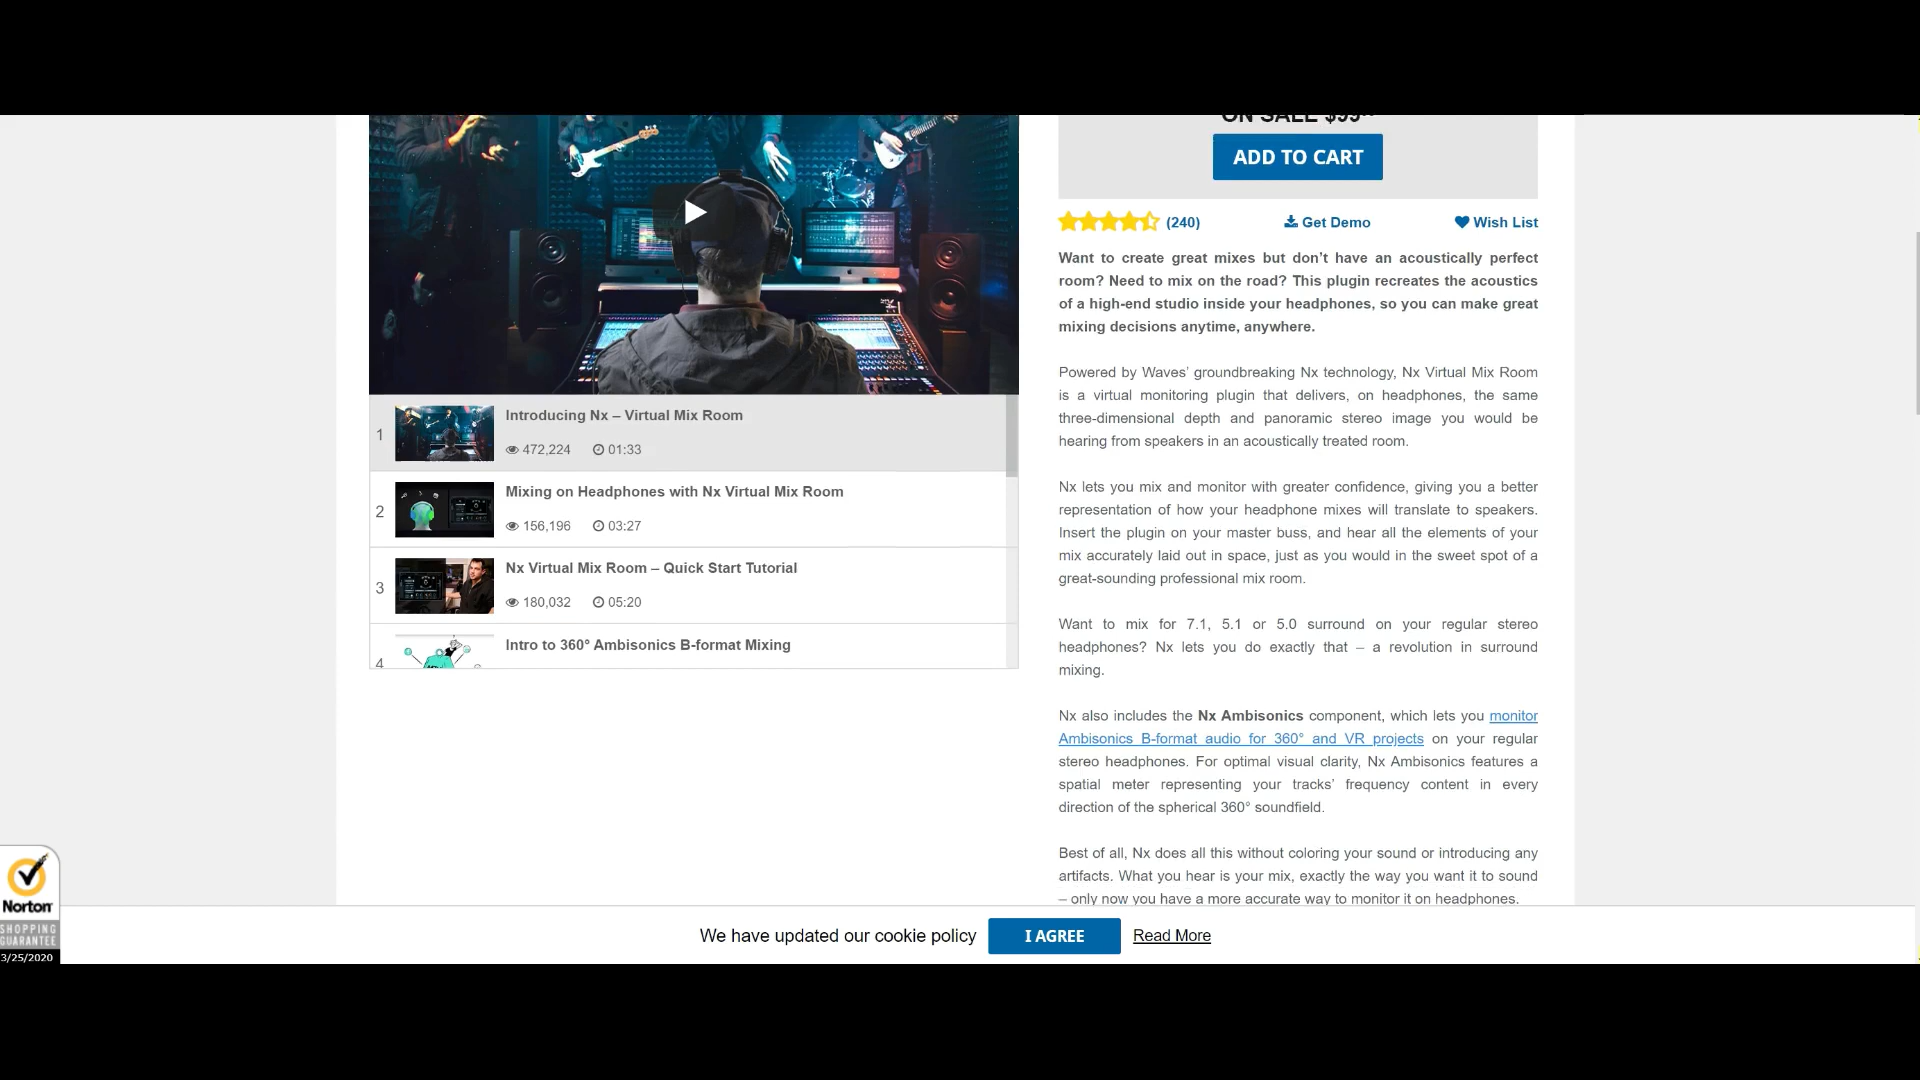 ON SALE $99
ADD TO CART
(240)
Get Demo
Wish List
Want to create great mixes but don’t have an acoustically perfect
room? Need to mix on the road? This plugin recreates the acoustics
of a high-end studio inside your headphones, so you can make great
mixing decisions anytime, anywhere.
Powered by Waves’ groundbreaking Nx technology, Nx Virtual Mix Room
is a virtual monitoring plugin that delivers, on headphones, the same
three-dimensional depth and panoramic stereo image you would be
hearing from speakers in an acoustically treated room.
Nx lets you mix and monitor with greater confidence, giving you a better
representation of how your headphone mixes will translate to speakers.
Insert the plugin on your master buss, and hear all the elements of your
mix accurately laid out in space, just as you would in the sweet spot of a
great-sounding professional mix room.
Want to mix for 7.1, 5.1 or 5.0 surround on your regular stereo
headphones? Nx lets you do exactly that – a revolution in surround
mixing.
Nx also includes the Nx Ambisonics component, which lets you monitor
Ambisonics B-format audio for 360° and VR projects on your regular
stereo headphones. For optimal visual clarity, Nx Ambisonics features a
spatial meter representing your tracks’ frequency content in every
direction of the spherical 360° soundfield.
Best of all, Nx does all this without coloring your sound or introducing any
artifacts. What you hear is your mix, exactly the way you want it to sound
– only now you have a more accurate way to monitor it on headphones.
1
Introducing Nx – Virtual Mix Room
472,224 01:33
2
Mixing on Headphones with Nx Virtual Mix Room
156,196 03:27
3
Nx Virtual Mix Room – Quick Start Tutorial
180,032 05:20
4
Intro to 360° Ambisonics B-format Mixing
Norton
SHOPPING
GUARANTEE
3/25/2020
We have updated our cookie policy
I AGREE
Read More